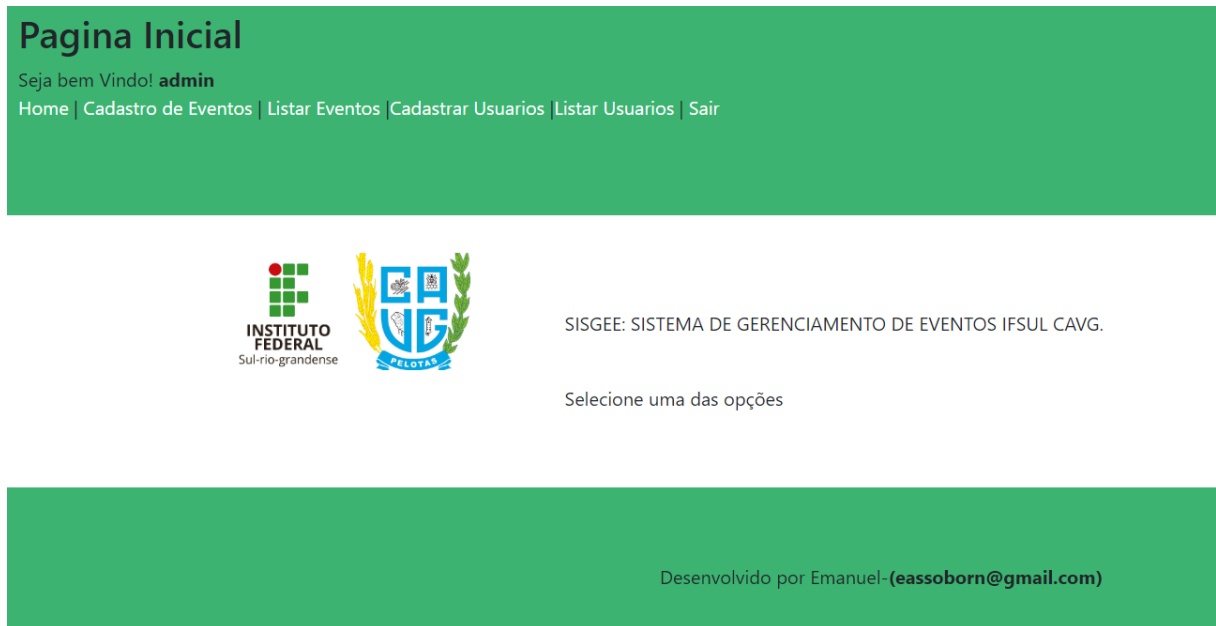 Pagina Inicial
Seja bem Vindo! admin
Home | Cadastro de Eventos | Listar Eventos |Cadastrar Usuarios |Listar Usuarios | Sair
INSTITUTO
FEDERAL
Sul-rio-grandense
CA
VG
PELOTAS
SISGEE: SISTEMA DE GERENCIAMENTO DE EVENTOS IFSUL CAVG.
Selecione uma das opções
Desenvolvido por Emanuel-(eassoborn@gmail.com)